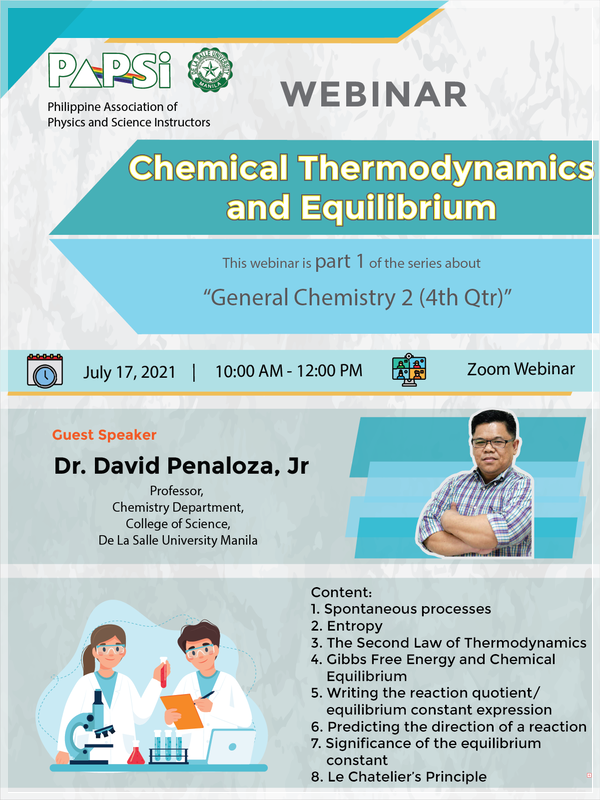 PAPSi
DE LA SALLE UNIVERSITY
MANILA
Philippine Association of
Physics and Science Instructors
WEBINAR
Chemical Thermodynamics
and Equilibrium
This webinar is part 1 of the series about
“General Chemistry 2 (4th Qtr)”
July 17, 2021 | 10:00 AM - 12:00 PM
Zoom Webinar
Guest Speaker
Dr. David Penaloza, Jr
Professor,
Chemistry Department,
College of Science,
De La Salle University Manila
Content:
1. Spontaneous processes
2. Entropy
3. The Second Law of Thermodynamics
4. Gibbs Free Energy and Chemical
Equilibrium
5. Writing the reaction quotient/
equilibrium constant expression
6. Predicting the direction of a reaction
7. Significance of the equilibrium
constant
8. Le Chatelier's Principle